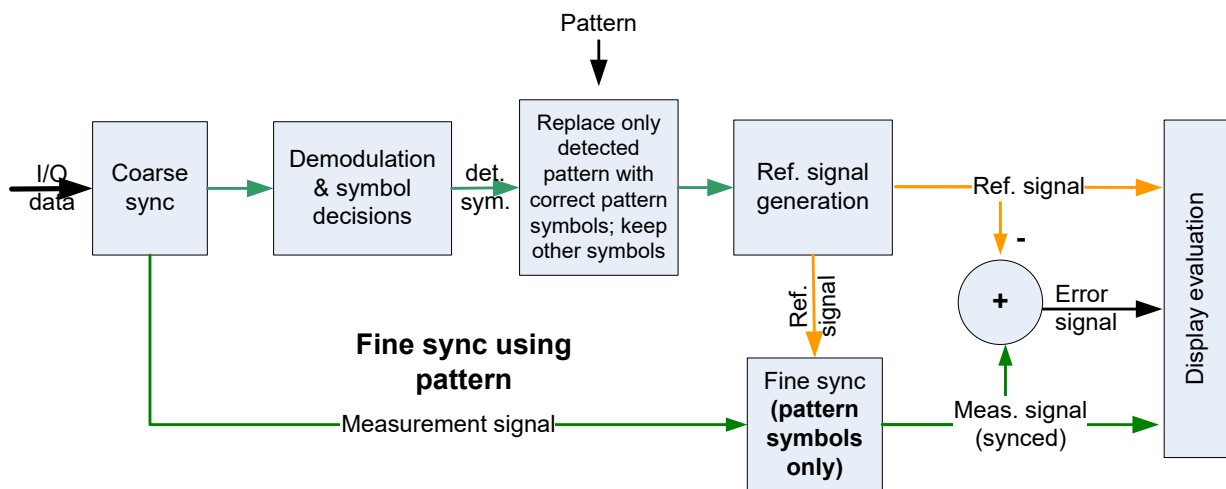 Pattern
I/Q
data
Coarse
sync
Demodulation
& symbol
decisions
det.
sym.
Replace only
detected
pattern with
correct pattern
symbols; keep
other symbols
Ref. signal
generation
Ref. signal
-
+
Error
signal
Display evaluation
Ref.
signal
Fine sync using
pattern
Measurement signal
Fine sync
(pattern
symbols
only)
Meas. signal
(synced)